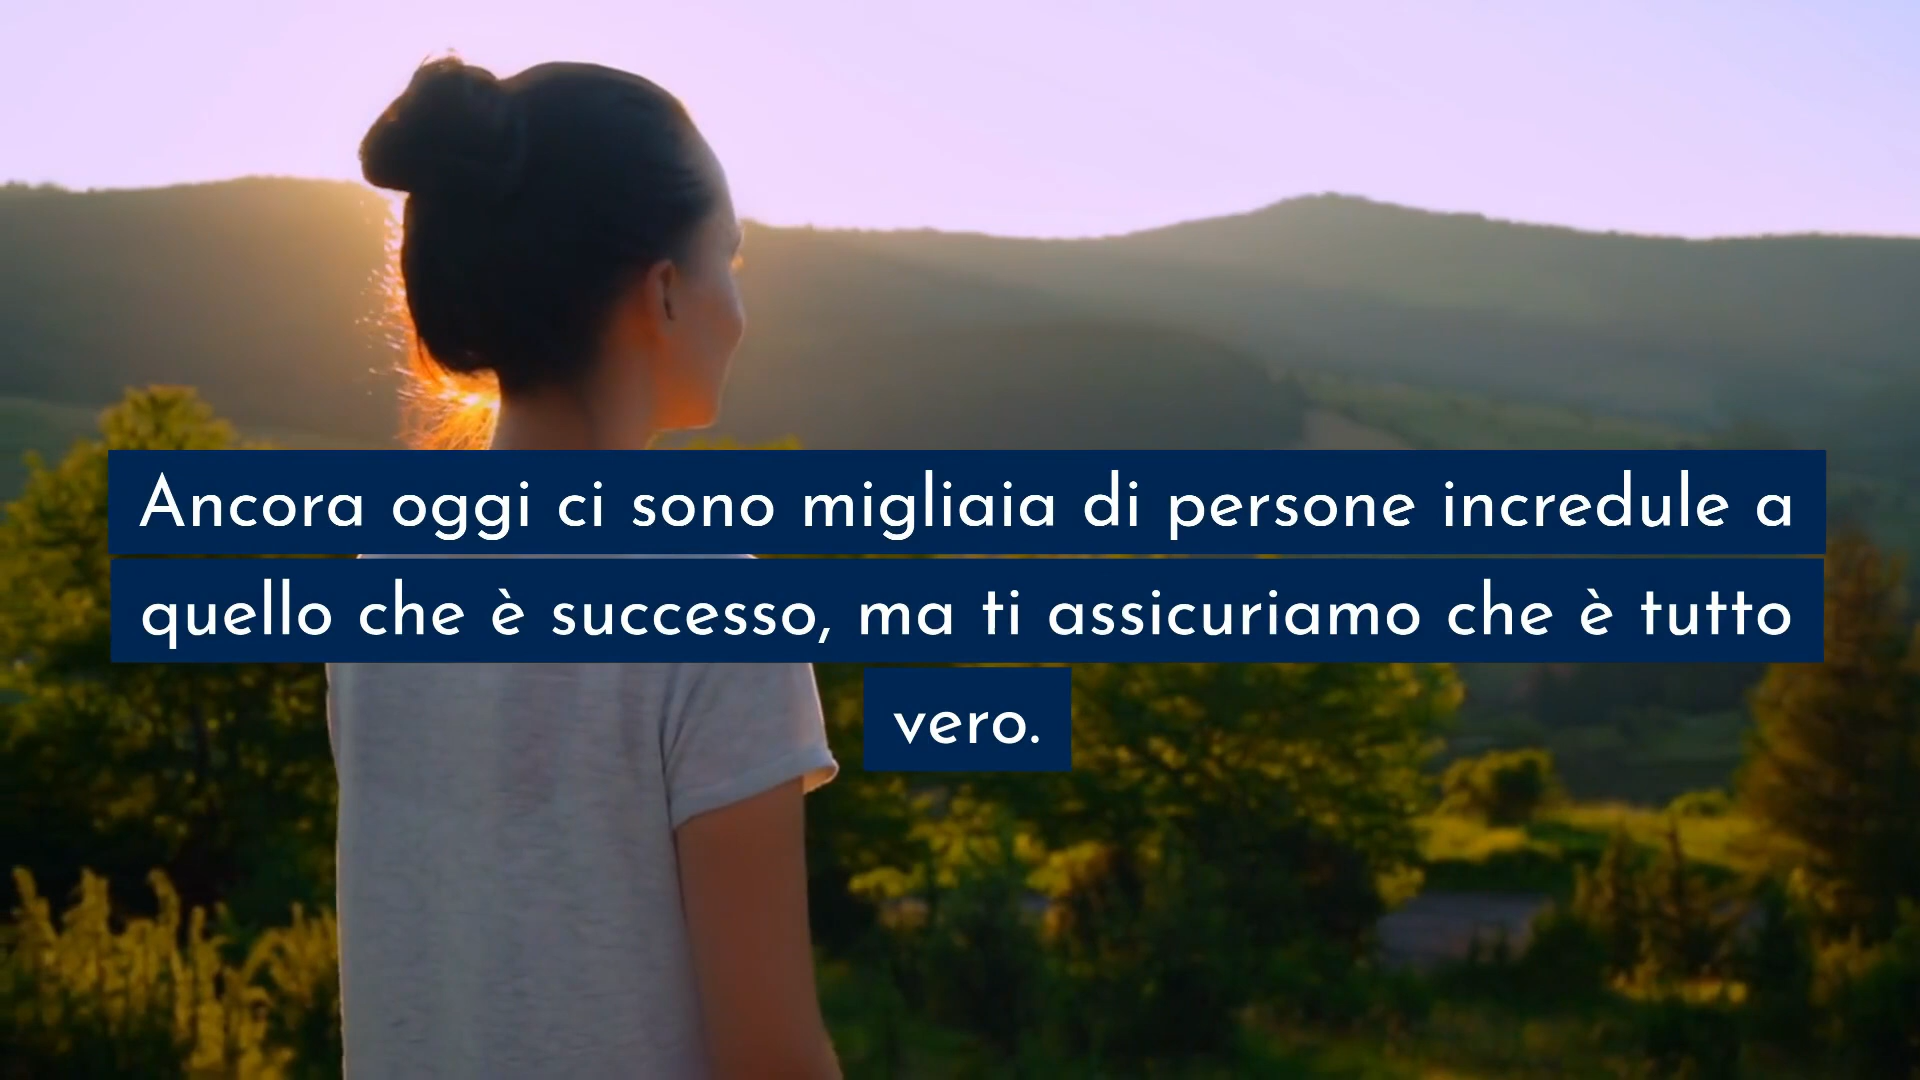 Ancora oggi ci sono migliaia di persone incredule a
quello che è successo, ma ti assicuriamo che è tutto
vero.